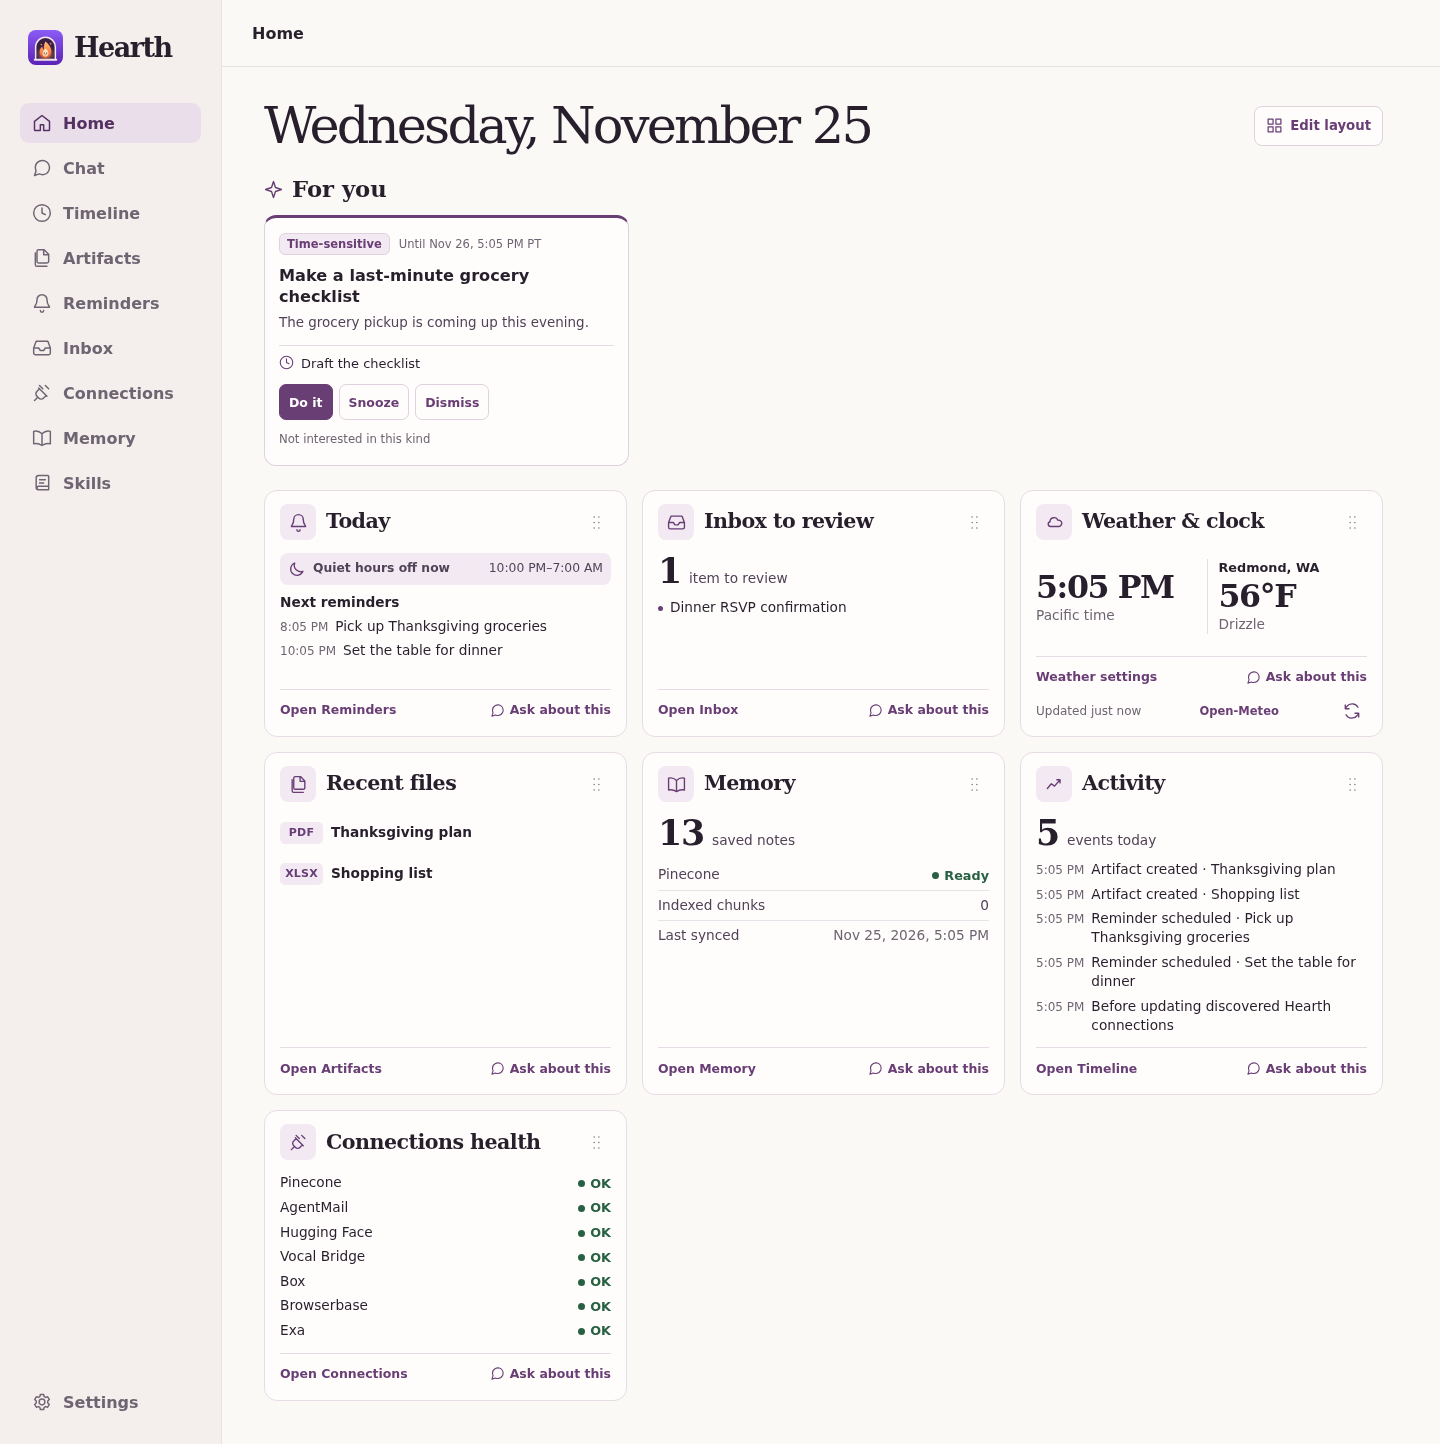 Hearth
Home
Chat
Timeline
Artifacts
Reminders
Inbox
Connections
Memory
Skills
Settings
Home
Wednesday, November 25
Edit layout
For you
Time-sensitive Until Nov 26, 5:05 PM PT
Make a last-minute grocery
checklist
The grocery pickup is coming up this evening.
Draft the checklist
Do it Snooze Dismiss
Not interested in this kind
Today
Quiet hours off now 10:00 PM–7:00 AM
Next reminders
8:05 PM Pick up Thanksgiving groceries
10:05 PM Set the table for dinner
Open Reminders Ask about this
Inbox to review
1 item to review
Dinner RSVP confirmation
Open Inbox Ask about this
Weather & clock
5:05 PM
Pacific time
Redmond, WA
56°F
Drizzle
Weather settings Ask about this
Updated just now Open-Meteo
Recent files
PDF Thanksgiving plan
XLSX Shopping list
Open Artifacts Ask about this
Memory
13 saved notes
Pinecone Ready
Indexed chunks 0
Last synced Nov 25, 2026, 5:05 PM
Open Memory Ask about this
Activity
5 events today
5:05 PM Artifact created · Thanksgiving plan
5:05 PM Artifact created · Shopping list
5:05 PM Reminder scheduled · Pick up
Thanksgiving groceries
5:05 PM Reminder scheduled · Set the table for
dinner
5:05 PM Before updating discovered Hearth
connections
Open Timeline Ask about this
Connections health
Pinecone OK
AgentMail OK
Hugging Face OK
Vocal Bridge OK
Box OK
Browserbase OK
Exa OK
Open Connections Ask about this